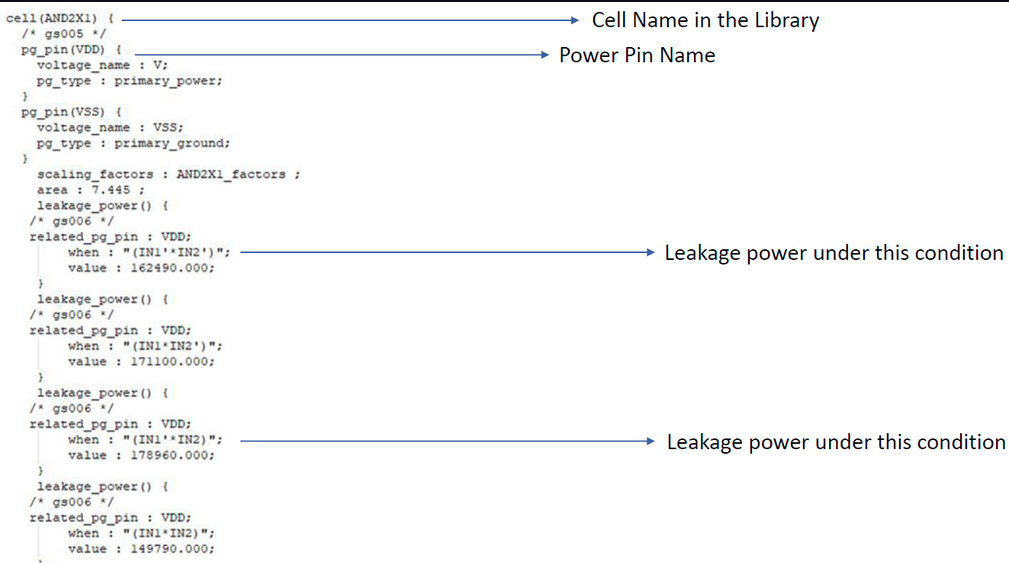 cell(AND2X1) {
Cell Name in the Library
/* gs005 */
pg_pin(VDD) {
Power Pin Name
voltage_name : V;
pg_type : primary_power;
}
pg_pin(VSS) {
voltage_name : VSS;
pg_type : primary_ground;
}
scaling_factors : AND2X1_factors ;
area : 7.445 ;
leakage_power() {
/* gs006 */
related_pg_pin : VDD;
when : "(IN1'*IN2')";
Leakage power under this condition
value : 162490.000;
}
leakage_power() {
/* gs006 */
related_pg_pin : VDD;
when : "(IN1*IN2')";
value : 171100.000;
}
leakage_power() {
/* gs006 */
related_pg_pin : VDD;
when : "(IN1'*IN2)";
Leakage power under this condition
value : 178960.000;
}
leakage_power() {
/* gs006 */
related_pg_pin : VDD;
when : "(IN1*IN2)";
value : 149790.000;